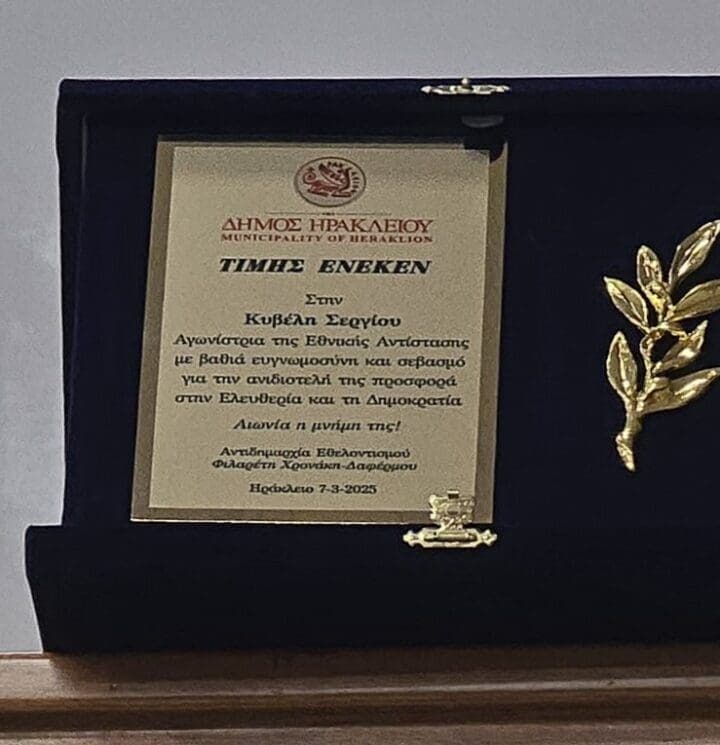 ΔΗΜΟΣ ΗΡΑΚΛΕΙΟΥ
MUNICIPALITY OF HERAKLION
ΤΙΜΗΣ ΕΝΕΚΕΝ
Στην
Κυβέλη Σεργίου
Αγωνίστρια της Εθνικής Αντίστασης
με βαθιά ευγνωμοσύνη και σεβασμό
για την ανιδιοτελή της προσφορά
στην Ελευθερία και τη Δημοκρατία
Αιωνία η μνήμη της!
Αντιδημαρχία Εθελοντισμού
Φιλαρέτη Χρονάκη-Δαφέρμου
Ηράκλειο 7-3-2025